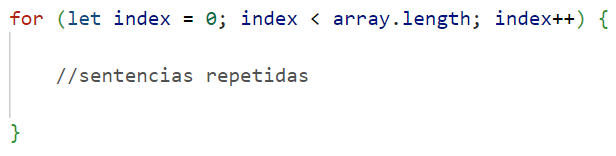 for (let index = 0; index < array.length; index++) {
//sentencias repetidas
}